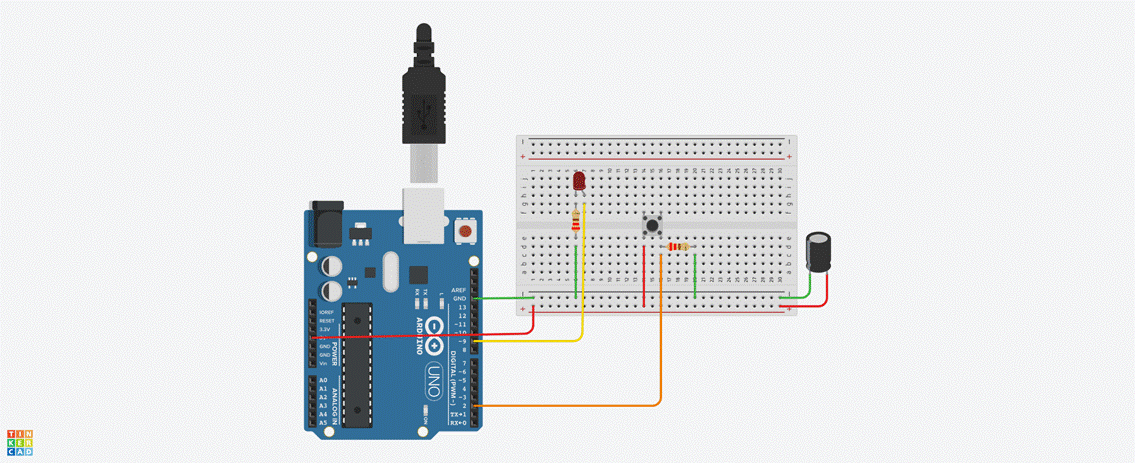 AREF
GND
13
12
~11
~10
~9
8
7
~6
~5
4
~3
2
TX→1
RX←0
IOREF
RESET
3.3V
GND
GND
Vin
A0
A1
A2
A3
A4
A5
POWER
ANALOG IN
DIGITAL (PWM~)
ARDUINO
UNO
RX
TX
L
ON
j
i
h
g
f
e
d
c
b
a
TIN
KER
CAD